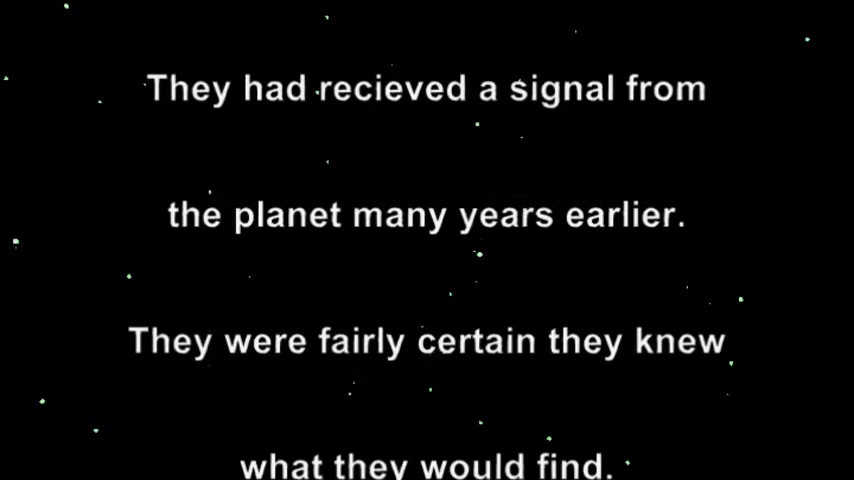 They had recieved a signal from
the planet many years earlier.
They were fairly certain they knew
what they would find.